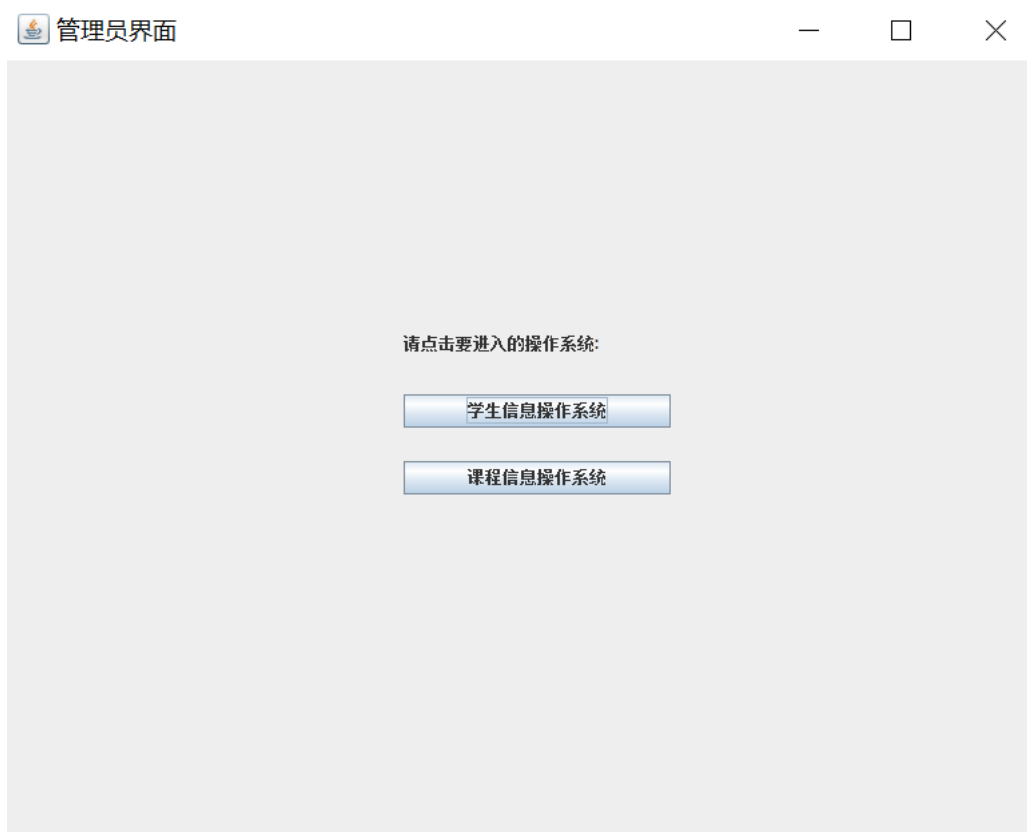 管理员界面
请点击要进入的操作系统:
学生信息操作系统
课程信息操作系统